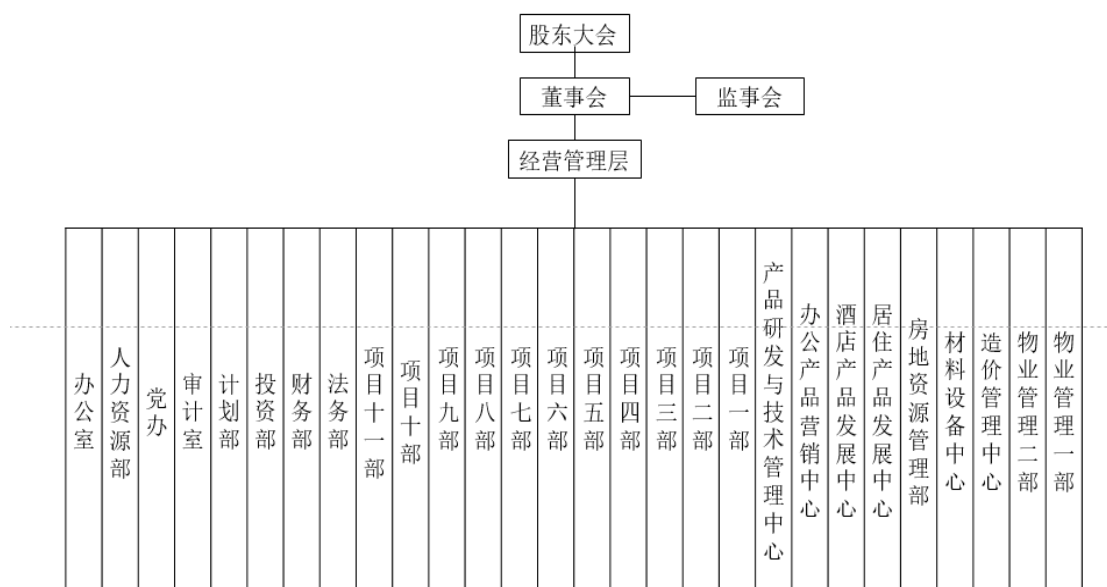 股东大会
董事会
监事会
经营管理层
办公室
人力资源部
党办
审计室
计划部
投资部
财务部
法务部
项目十一部
项目十部
项目九部
项目八部
项目七部
项目六部
项目五部
项目四部
项目三部
项目二部
项目一部
产品研发与技术管理中心
办公产品营销中心
酒店产品发展中心
居住产品发展中心
房地资源管理部
材料设备中心
造价管理中心
物业管理二部
物业管理一部